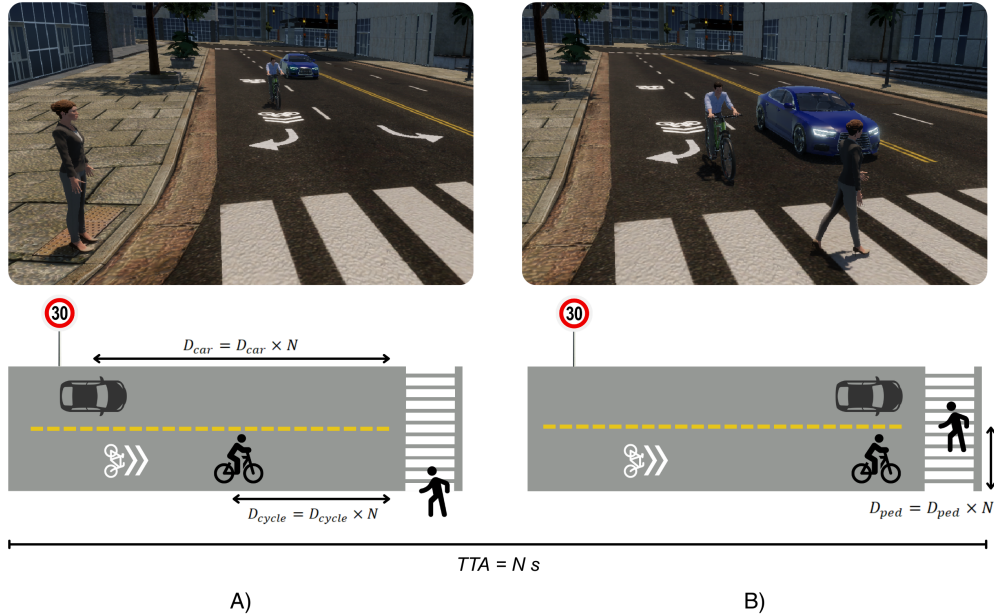 30
30
D_car = D_car × N
D_cycle = D_cycle × N
D_ped = D_ped × N
TTA = N s
A)
B)